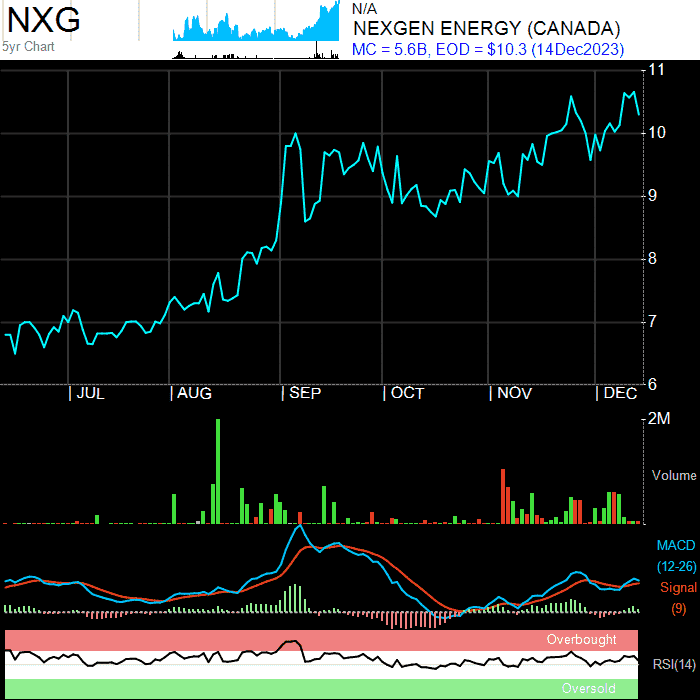 NXG
5yr Chart
N/A
NEXGEN ENERGY (CANADA)
MC = 5.6B, EOD = $10.3 (14Dec2023)
11
10
9
8
7
6
JUL
AUG
SEP
OCT
NOV
DEC
2M
Volume
MACD
(12-26)
Signal
(9)
Overbought
RSI(14)
Oversold